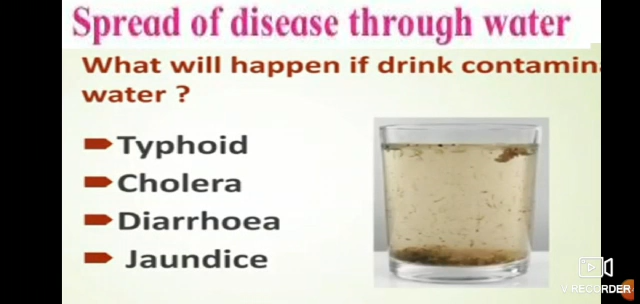 Spread of disease through water
What will happen if drink contamin
water ?
Typhoid
Cholera
Diarrhoea
Jaundice
V RECORDER